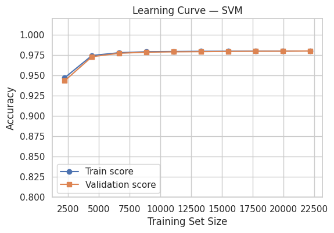 Learning Curve — SVM
1.000
0.975
0.950
0.925
0.900
0.875
0.850
0.825
0.800
Accuracy
Train score
Validation score
2500 5000 7500 10000 12500 15000 17500 20000 22500
Training Set Size